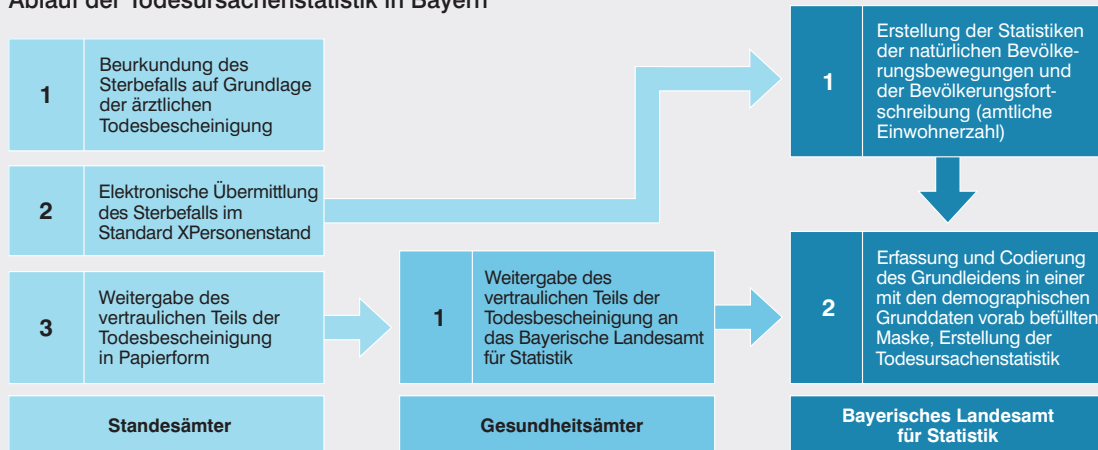 Ablauf der Todesursachenstatistik in Bayern
1
Beurkundung des
Sterbefalls auf Grundlage
der ärztlichen
Todesbescheinigung
2
Elektronische Übermittlung
des Sterbefalls im
Standard XPersonenstand
3
Weitergabe des
vertraulichen Teils der
Todesbescheinigung
in Papierform
Standesämter
1
Weitergabe des
vertraulichen Teils der
Todesbescheinigung an
das Bayerische Landesamt
für Statistik
Gesundheitsämter
1
Erstellung der Statistiken
der natürlichen Bevölke-
rungsbewegungen und
der Bevölkerungsfort-
schreibung (amtliche
Einwohnerzahl)
2
Erfassung und Codierung
des Grundleidens in einer
mit den demographischen
Grunddaten vorab befüllten
Maske, Erstellung der
Todesursachenstatistik
Bayerisches Landesamt
für Statistik